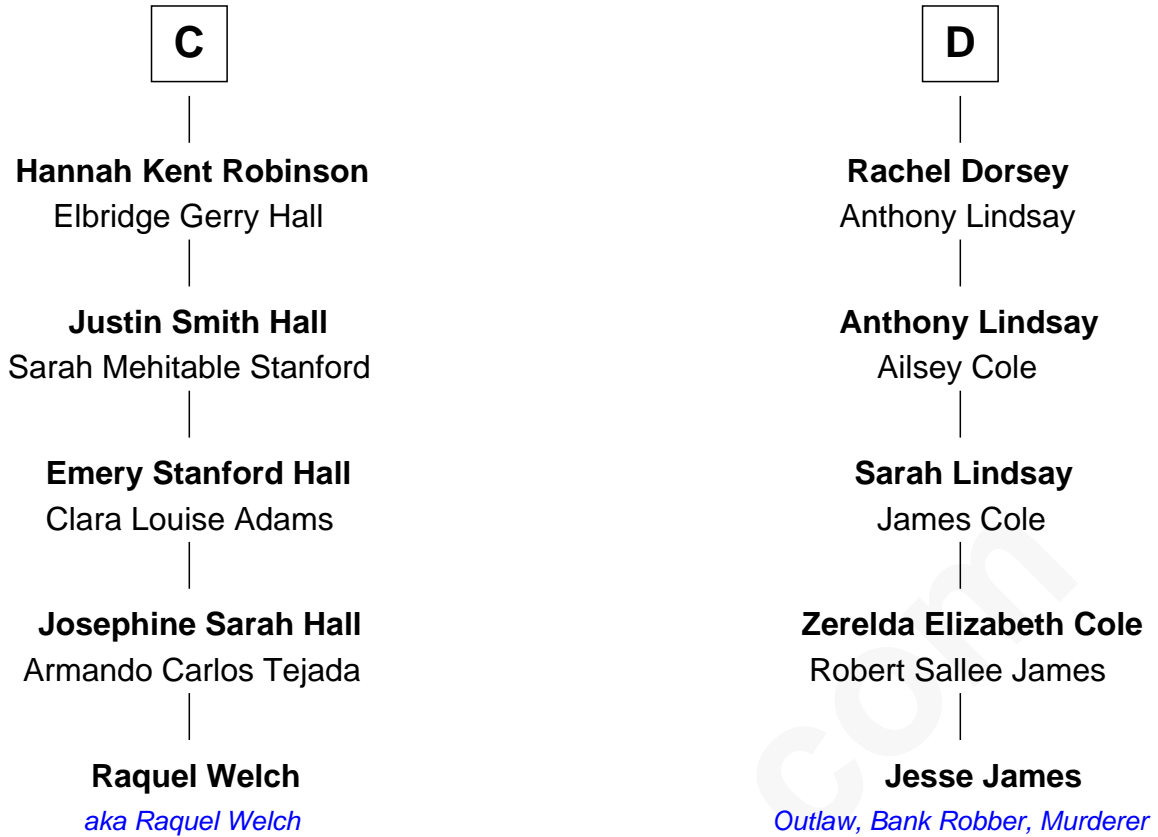 C
Hannah Kent Robinson
Elbridge Gerry Hall
Justin Smith Hall
Sarah Mehitable Stanford
Emery Stanford Hall
Clara Louise Adams
Josephine Sarah Hall
Armando Carlos Tejada
Raquel Welch
aka Raquel Welch
D
Rachel Dorsey
Anthony Lindsay
Anthony Lindsay
Ailsey Cole
Sarah Lindsay
James Cole
Zerelda Elizabeth Cole
Robert Sallee James
Jesse James
Outlaw, Bank Robber, Murderer
com